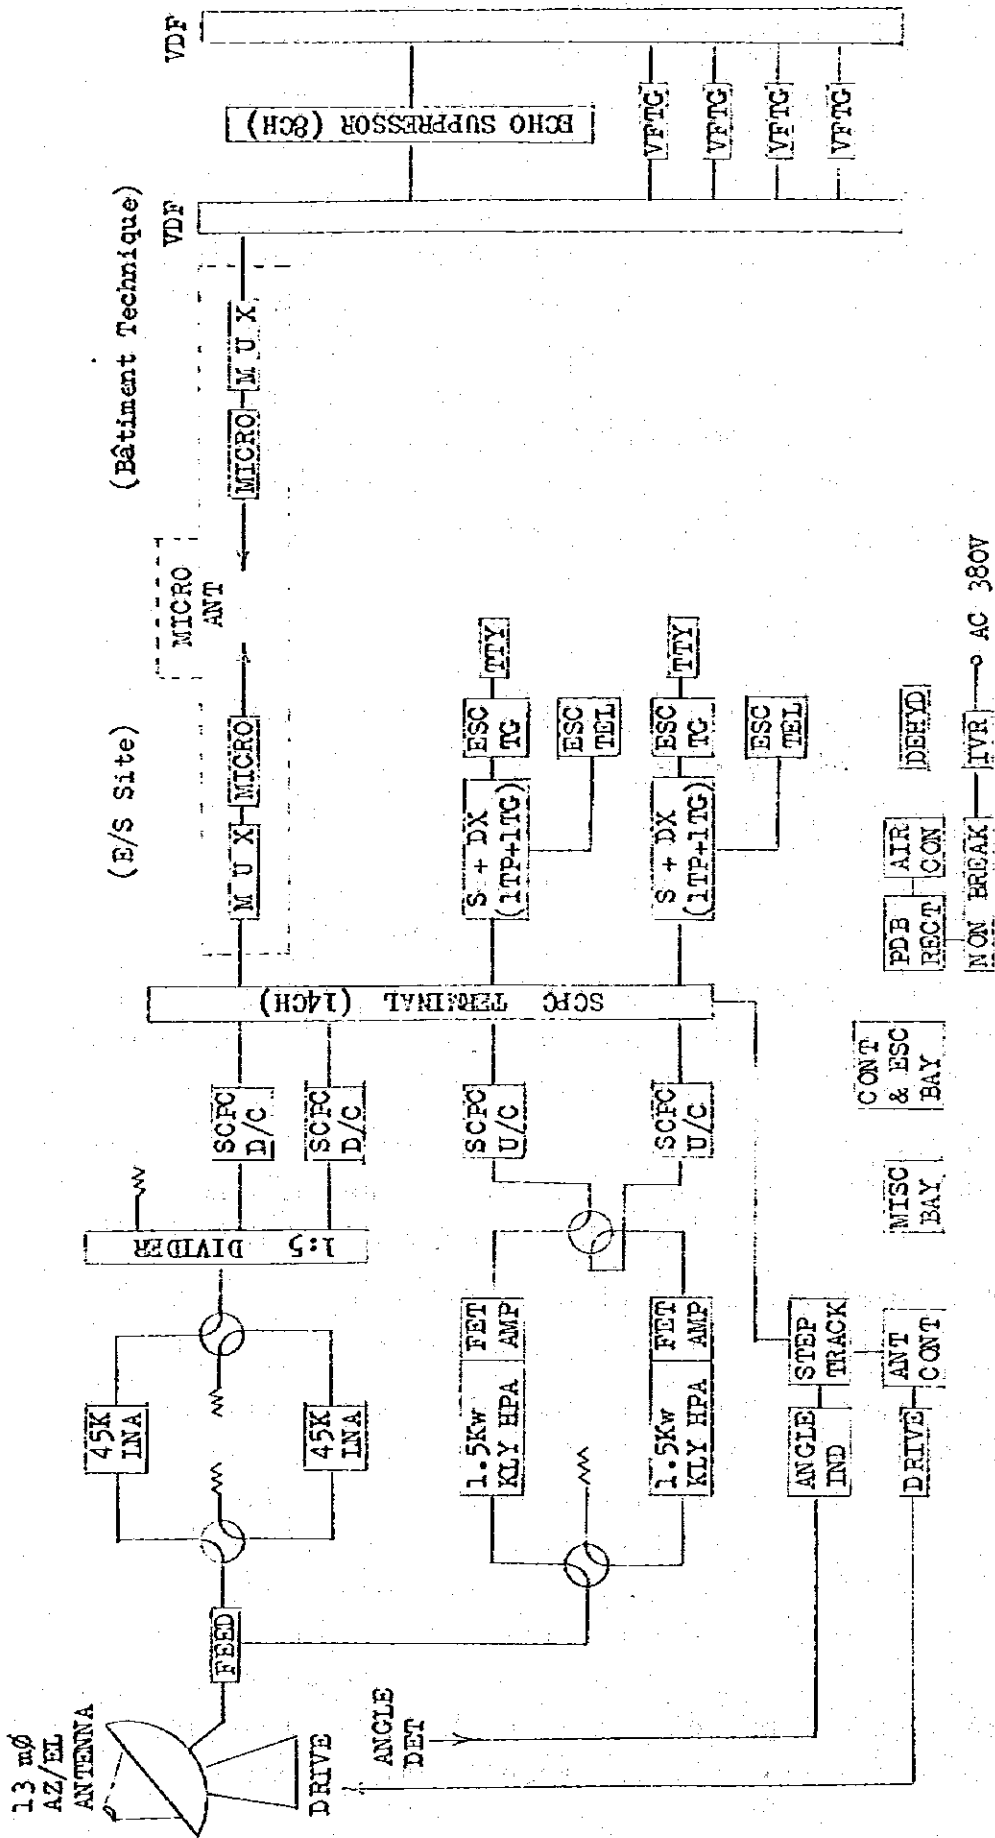 13 mØ
AZ/EL
ANTENNA
DRIVE
ANGLE
DET
FEED
45K
LNA
45K
LNA
1:5 DIVIDER
SCPC
D/C
SCPC
D/C
1.5Kw
KLY HPA
FET
AMP
1.5Kw
KLY HPA
FET
AMP
SCPC
U/C
SCPC
U/C
SCPC TERMINAL (14CH)
ANGLE
IND
STEP
TRACK
DRIVE
ANT
CONT
(E/S Site)
M U X
MICRO
MICRO
ANT
(Bâtiment Technique)
MICRO
M U X
VDF
ECHO SUPPRESSOR (8CH)
VDF
VFTG
VFTG
VFTG
VFTG
S + DX
(1TP+1TG)
ESC
TG
TTY
ESC
TEL
S + DX
(1TP+1TG)
ESC
TG
TTY
ESC
TEL
MISC
BAY
CONT
& ESC
BAY
PDB
RECT
AIR
CON
DEHYD
NON BREAK
IVR
AC 380V